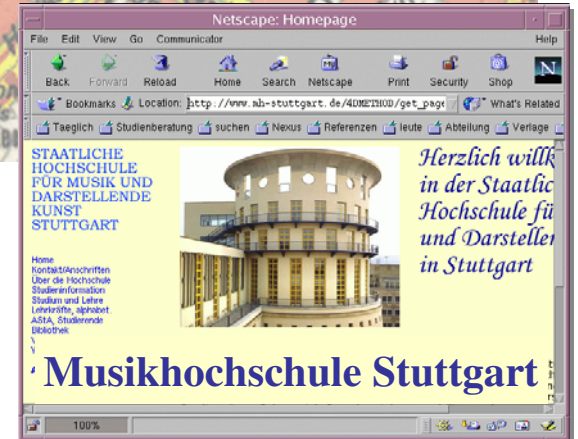 Netscape: Homepage
File Edit View Go Communicator Help
Back Forward Reload Home Search Netscape Print Security Shop
N
Bookmarks Location: http://www.mh-stuttgart.de/4DMETHOD/get_page What's Related
Taeglich Studienberatung suchen Nexus Referenzen leute Abteilung Verlage
STAATLICHE
HOCHSCHULE
FÜR MUSIK UND
DARSTELLENDE
KUNST
STUTTGART
Herzlich willk
in der Staatlic
Hochschule fü
und Darsteller
in Stuttgart
Home
Kontakt/Anschriften
Über die Hochschule
Studieninformation
Studium und Lehre
Lehrkräfte, alphabet.
AStA, Studierende
Bibliothek
Musikhochschule Stuttgart
100%